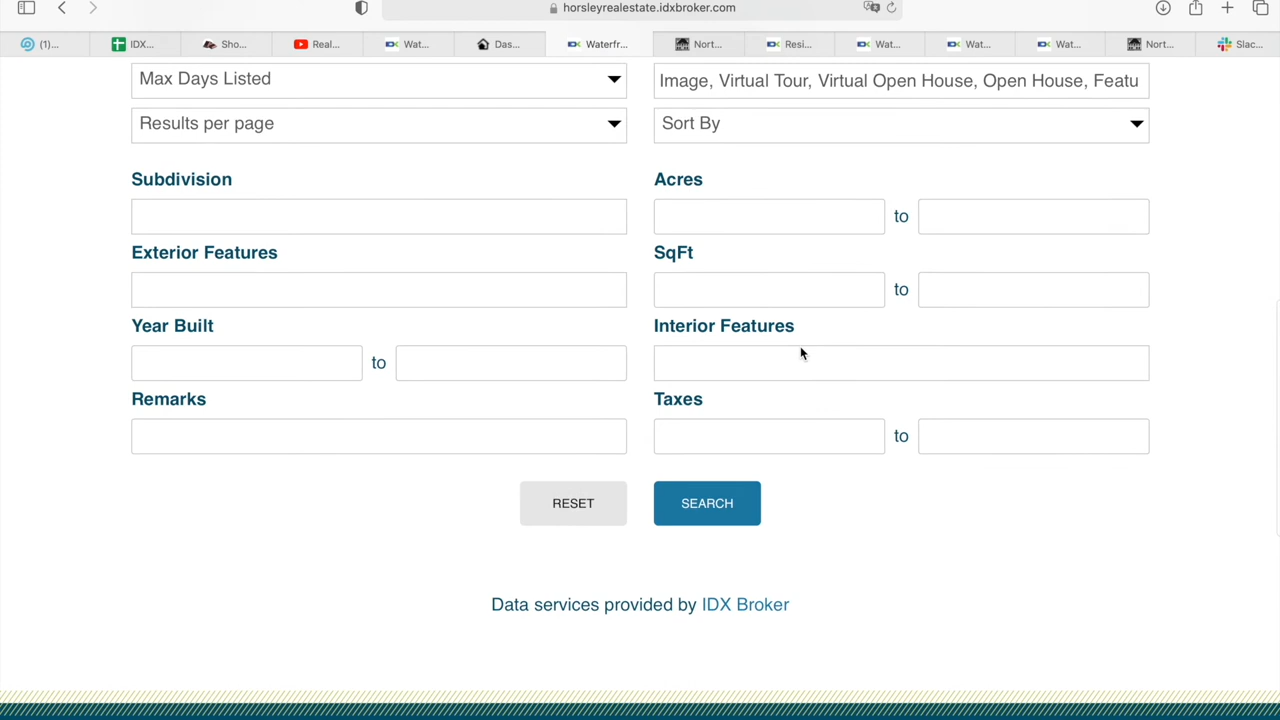 horsleyrealestate.idxbroker.com
(1)...
IDX...
Sho...
Real...
Wat...
Das...
Waterfr...
Nort...
Resi...
Wat...
Wat...
Wat...
Nort...
Slac...
Max Days Listed
Image, Virtual Tour, Virtual Open House, Open House, Featu
Results per page
Sort By
Subdivision
Acres
to
Exterior Features
SqFt
to
Year Built
Interior Features
to
Remarks
Taxes
to
RESET
SEARCH
Data services provided by IDX Broker